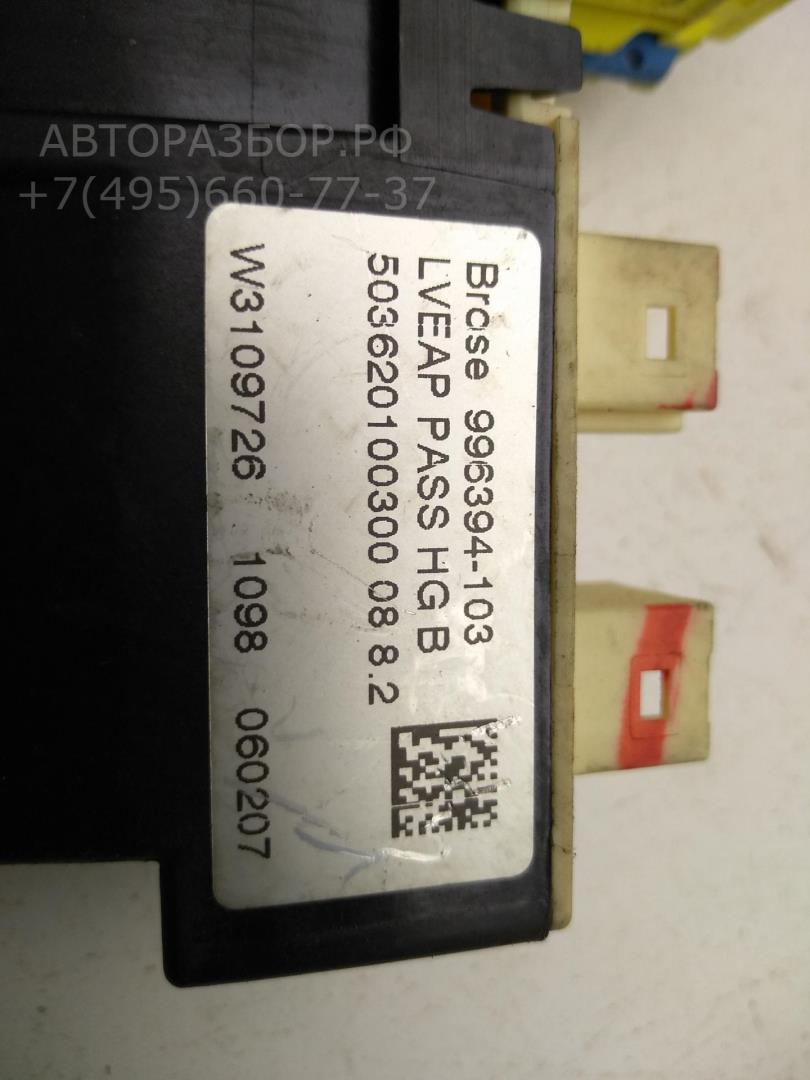 АВТОРАЗБОР.РФ
+7(495)660-77-37
Brose 996394-103
LVEAP PASS HG B
503620100300 08 8.2
W3109726 1098 060207